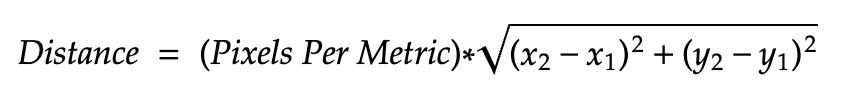 Distance = (Pixels Per Metric)*√(x₂ − x₁)² + (y₂ − y₁)²